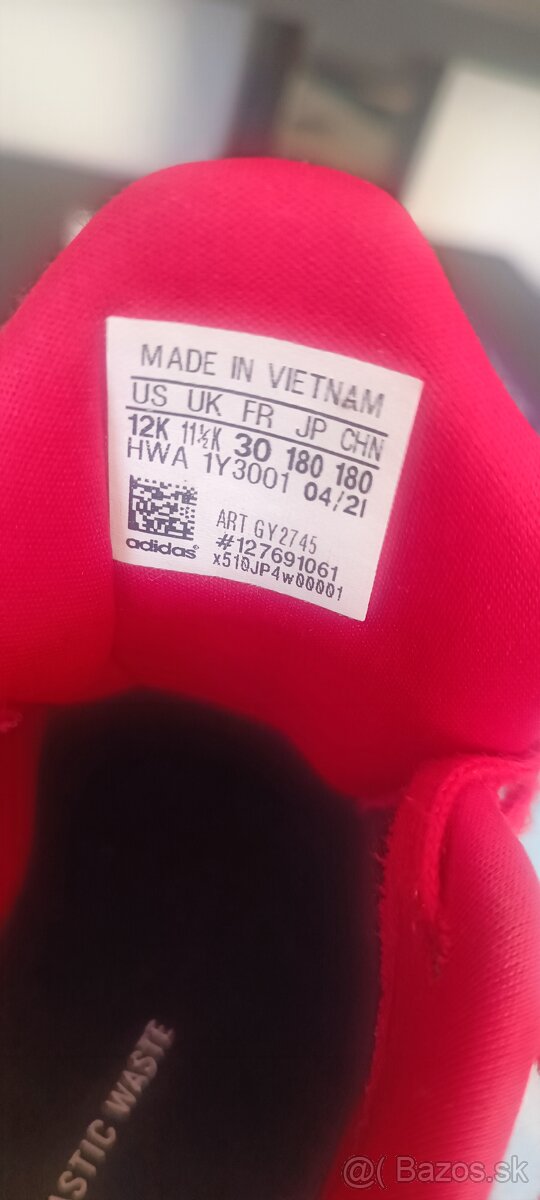 MADE IN VIETNAM
US UK FR JP CHN
12K 11½K 30 180 180
HWA 1Y3001 04/21
ART GY2745
#127691061
adidas
x510JP4w00001
ASTIC WASTE
@( Bazos.sk